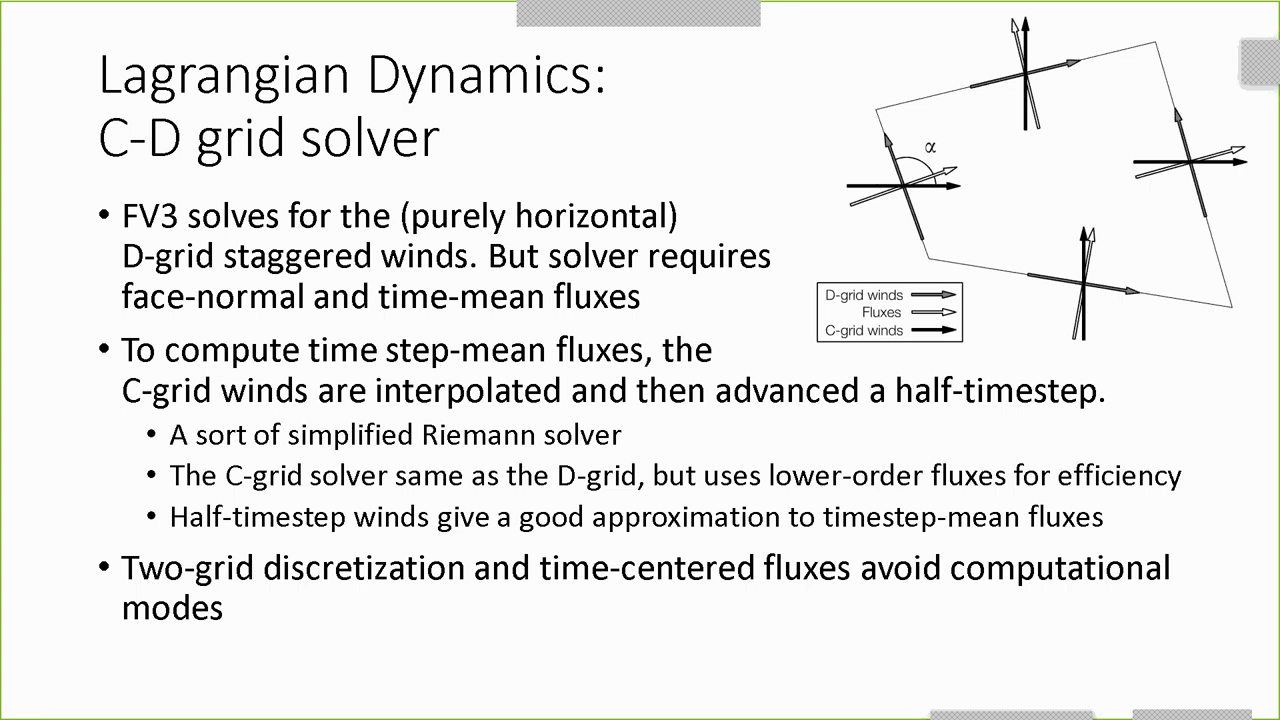 Lagrangian Dynamics:
C-D grid solver
• FV3 solves for the (purely horizontal)
D-grid staggered winds. But solver requires
face-normal and time-mean fluxes
• To compute time step-mean fluxes, the
C-grid winds are interpolated and then advanced a half-timestep.
• A sort of simplified Riemann solver
• The C-grid solver same as the D-grid, but uses lower-order fluxes for efficiency
• Half-timestep winds give a good approximation to timestep-mean fluxes
• Two-grid discretization and time-centered fluxes avoid computational
modes
α
D-grid winds
Fluxes
C-grid winds